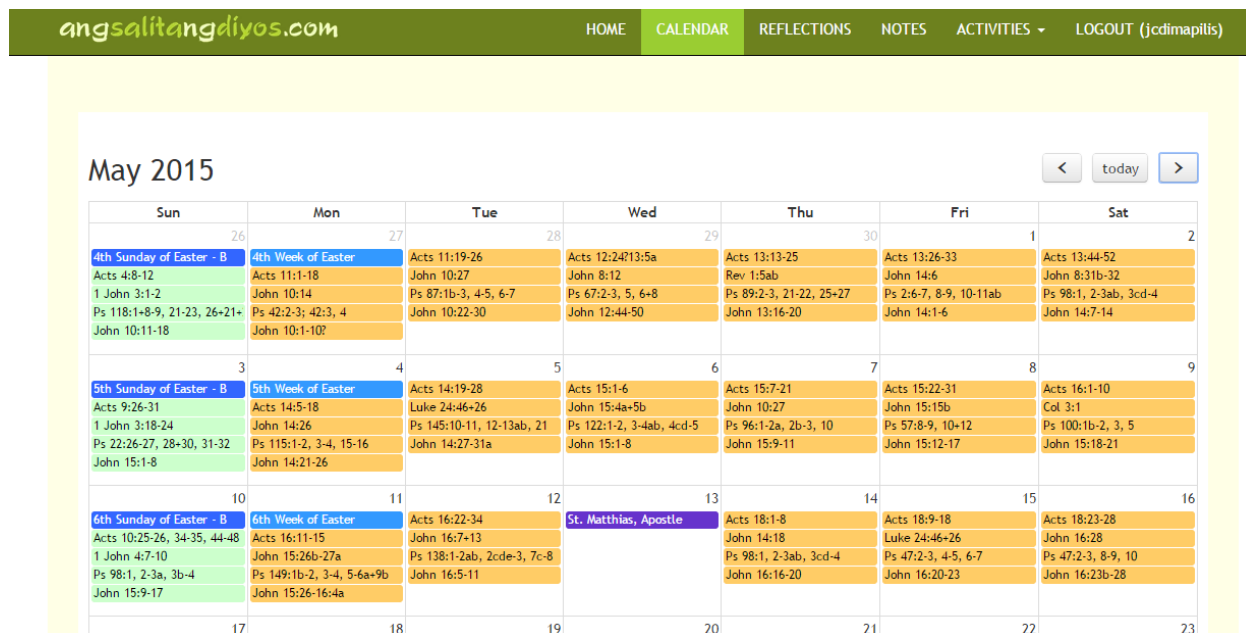 angsalitangdiyos.com
HOME CALENDAR REFLECTIONS NOTES ACTIVITIES LOGOUT (jcdimapilis)
May 2015
today
Sun Mon Tue Wed Thu Fri Sat
26 27 28 29 30 1 2
4th Sunday of Easter - B 4th Week of Easter Acts 11:19-26 Acts 12:24?13:5a Acts 13:13-25 Acts 13:26-33 Acts 13:44-52
Acts 4:8-12 Acts 11:1-18 John 10:27 John 8:12 Rev 1:5ab John 14:6 John 8:31b-32
1 John 3:1-2 John 10:14 Ps 87:1b-3, 4-5, 6-7 Ps 67:2-3, 5, 6+8 Ps 89:2-3, 21-22, 25+27 Ps 2:6-7, 8-9, 10-11ab Ps 98:1, 2-3ab, 3cd-4
Ps 118:1+8-9, 21-23, 26+21+ Ps 42:2-3; 42:3, 4 John 10:22-30 John 12:44-50 John 13:16-20 John 14:1-6 John 14:7-14
John 10:11-18 John 10:1-10?
3 4 5 6 7 8 9
5th Sunday of Easter - B 5th Week of Easter Acts 14:19-28 Acts 15:1-6 Acts 15:7-21 Acts 15:22-31 Acts 16:1-10
Acts 9:26-31 Acts 14:5-18 Luke 24:46+26 John 15:4a+5b John 10:27 John 15:15b Col 3:1
1 John 3:18-24 John 14:26 Ps 145:10-11, 12-13ab, 21 Ps 122:1-2, 3-4ab, 4cd-5 Ps 96:1-2a, 2b-3, 10 Ps 57:8-9, 10+12 Ps 100:1b-2, 3, 5
Ps 22:26-27, 28+30, 31-32 Ps 115:1-2, 3-4, 15-16 John 14:27-31a John 15:1-8 John 15:9-11 John 15:12-17 John 15:18-21
John 15:1-8 John 14:21-26
10 11 12 13 14 15 16
6th Sunday of Easter - B 6th Week of Easter Acts 16:22-34 St. Matthias, Apostle Acts 18:1-8 Acts 18:9-18 Acts 18:23-28
Acts 10:25-26, 34-35, 44-48 Acts 16:11-15 John 16:7+13 John 14:18 Luke 24:46+26 John 16:28
1 John 4:7-10 John 15:26b-27a Ps 138:1-2ab, 2cde-3, 7c-8 Ps 98:1, 2-3ab, 3cd-4 Ps 47:2-3, 4-5, 6-7 Ps 47:2-3, 8-9, 10
Ps 98:1, 2-3a, 3b-4 Ps 149:1b-2, 3-4, 5-6a+9b John 16:5-11 John 16:16-20 John 16:20-23 John 16:23b-28
John 15:9-17 John 15:26-16:4a
17 18 19 20 21 22 23